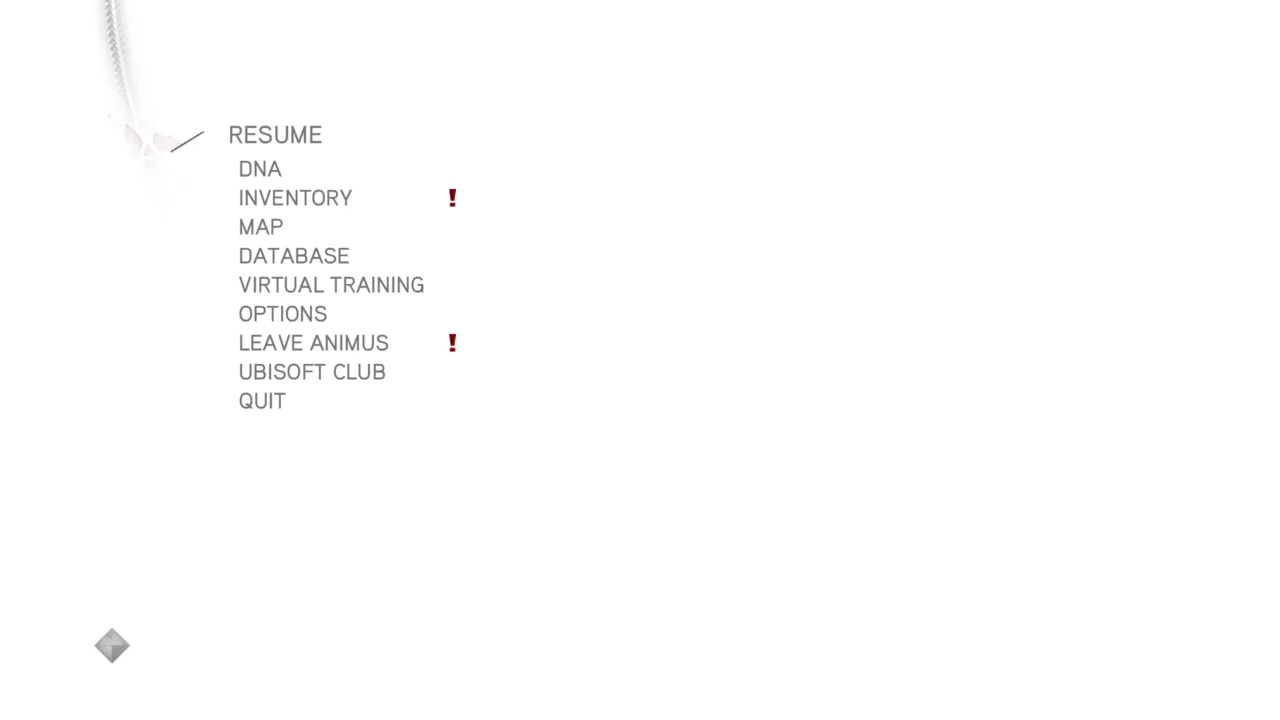 RESUME
DNA
INVENTORY !
MAP
DATABASE
VIRTUAL TRAINING
OPTIONS
LEAVE ANIMUS !
UBISOFT CLUB
QUIT